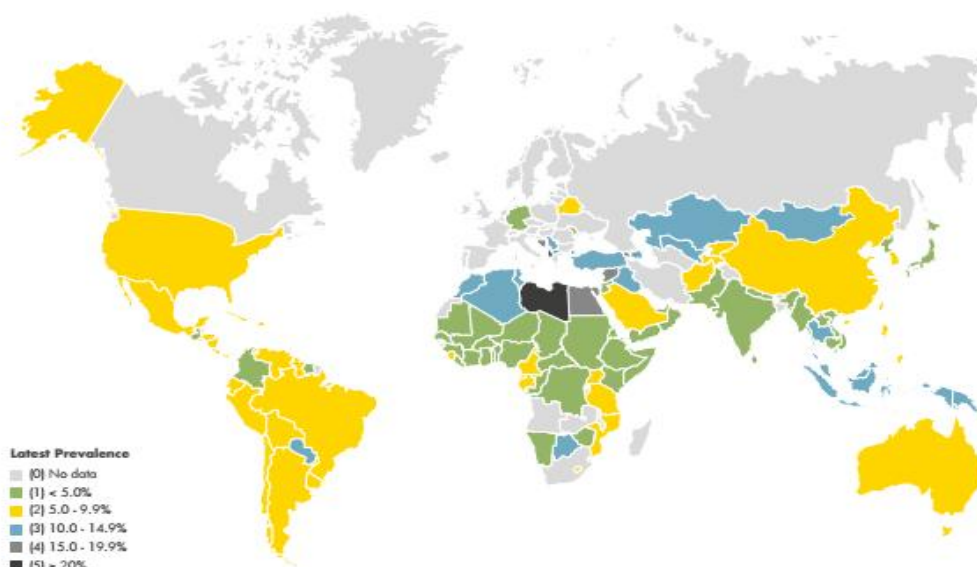 Latest Prevalence
(0) No data
(1) < 5.0%
(2) 5.0 - 9.9%
(3) 10.0 - 14.9%
(4) 15.0 - 19.9%